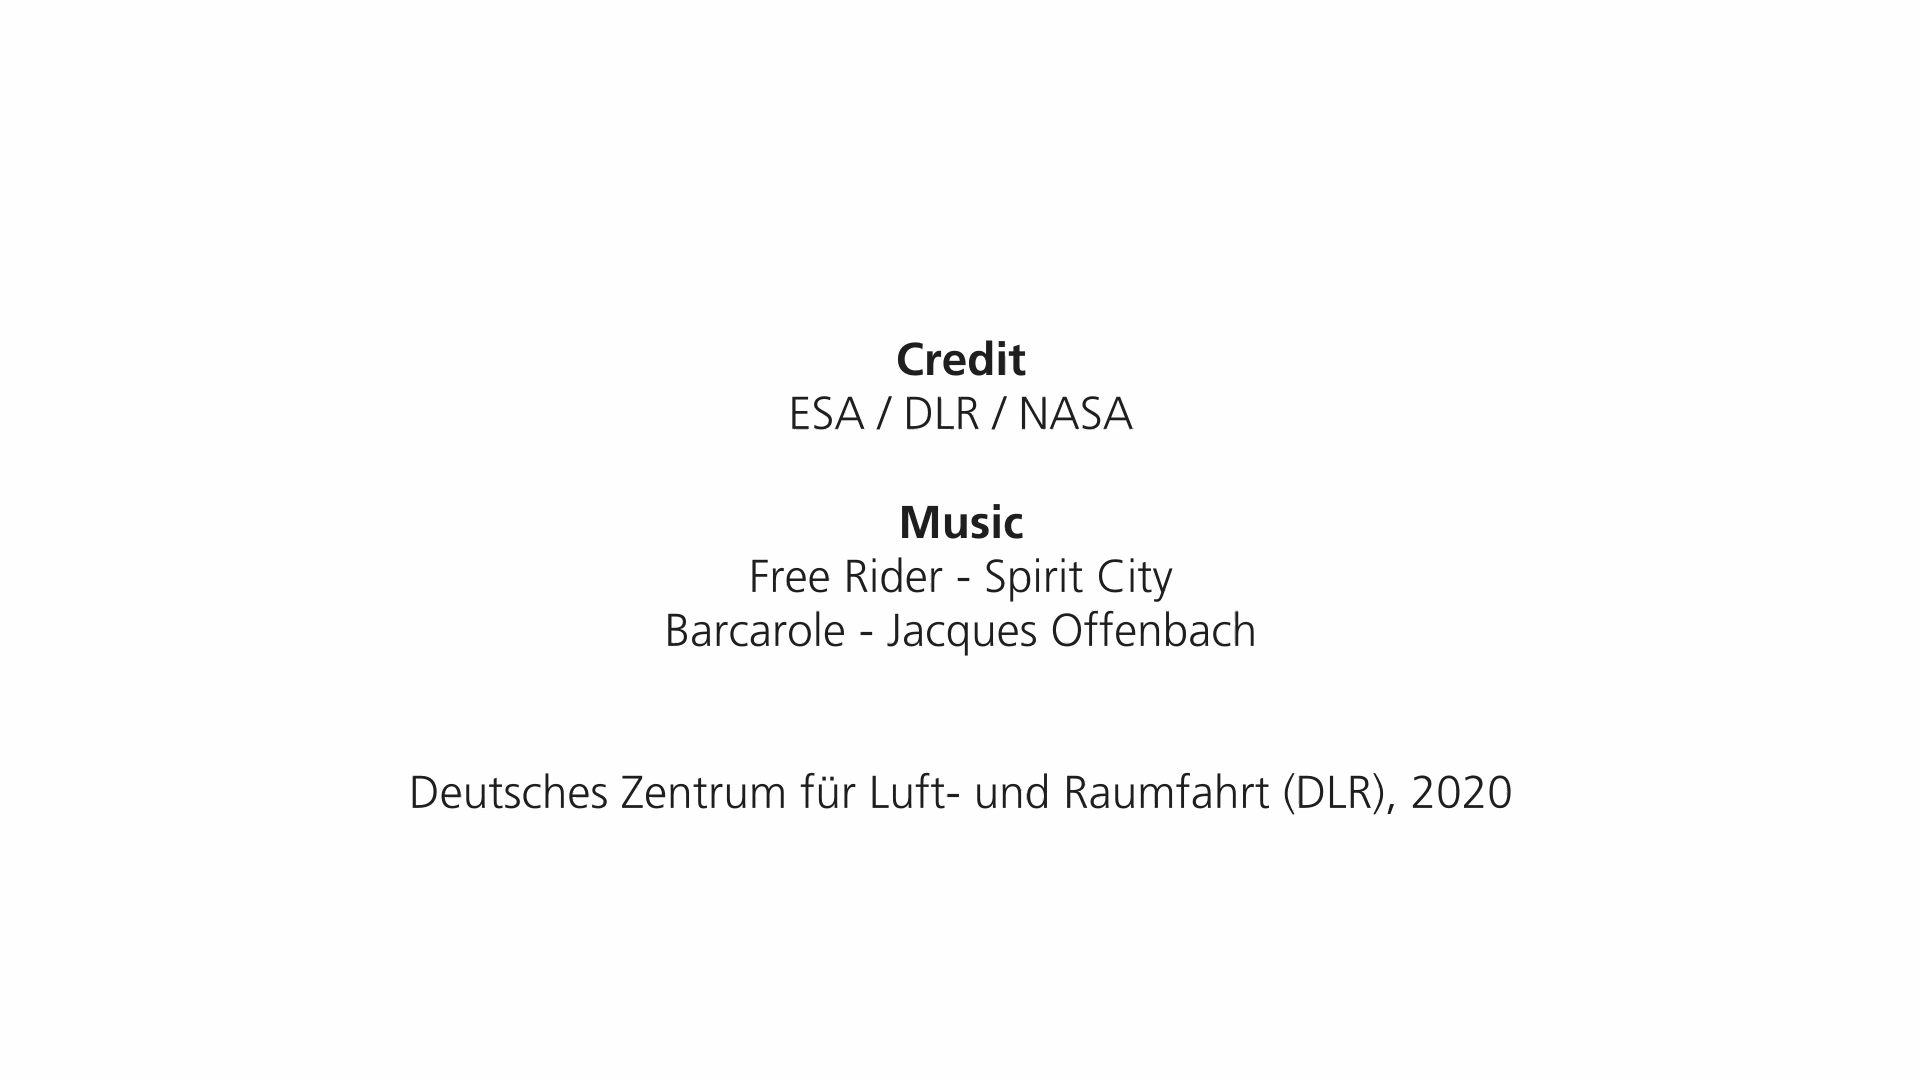 Credit
ESA / DLR / NASA
Music
Free Rider - Spirit City
Barcarole - Jacques Offenbach
Deutsches Zentrum für Luft- und Raumfahrt (DLR), 2020